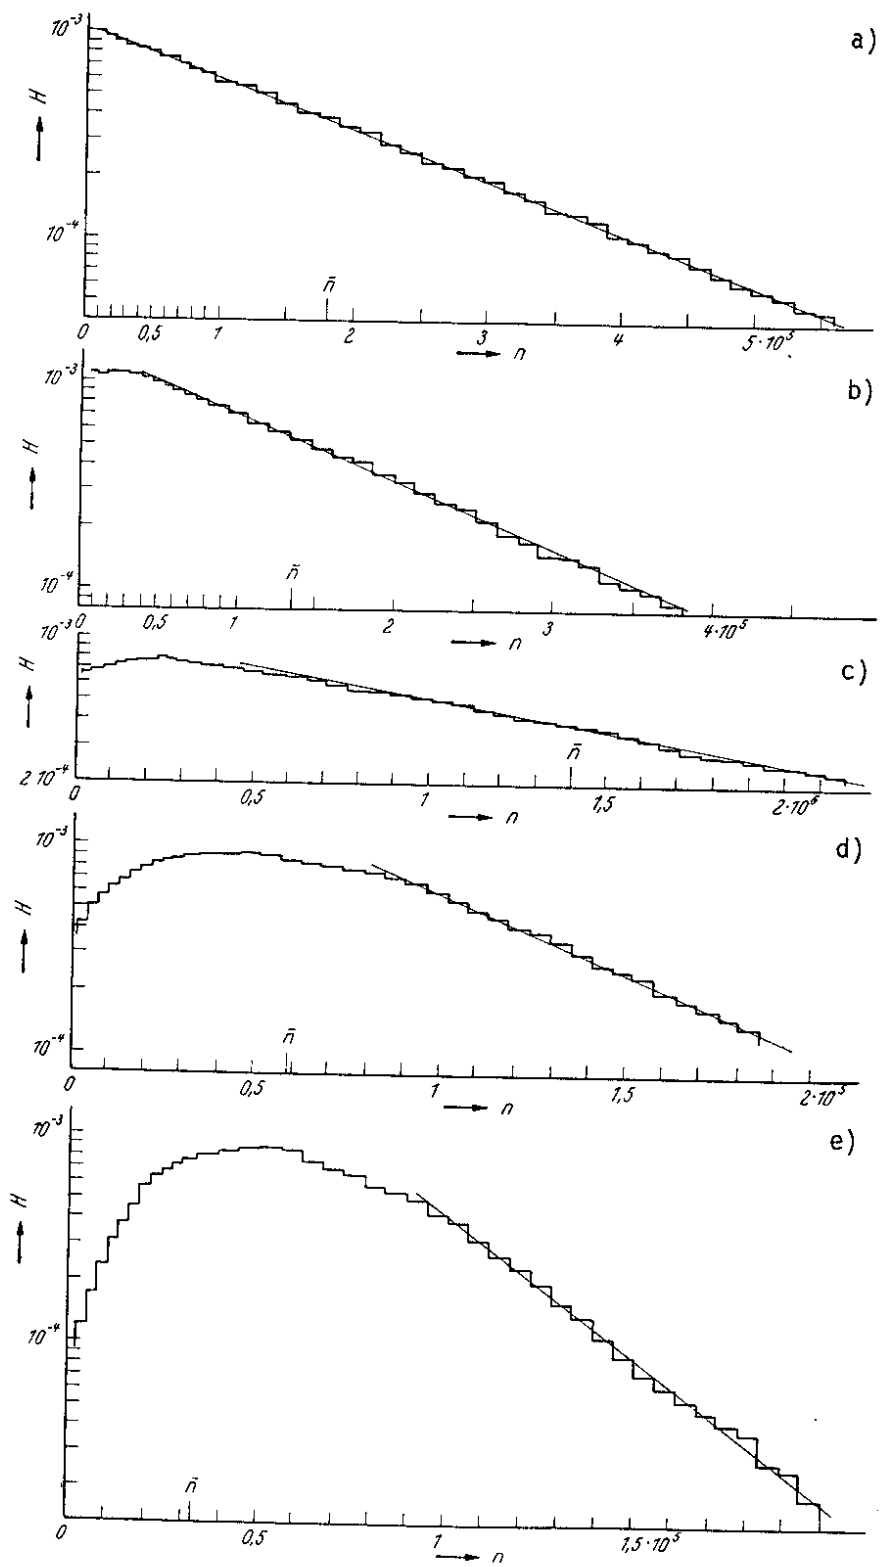 a)
10⁻³
H
10⁻⁴
n̄
0 0,5 1 2 3 4 5·10⁵
n
b)
10⁻³
H
10⁻⁴
n̄
0 0,5 1 2 3 4·10⁵
n
c)
10⁻³
H
2·10⁻⁴
n̄
0 0,5 1 1,5 2·10⁶
n
d)
10⁻³
H
10⁻⁴
n̄
0 0,5 1 1,5 2·10⁵
n
e)
10⁻³
H
10⁻⁴
n̄
0 0,5 1 1,5·10⁵
n